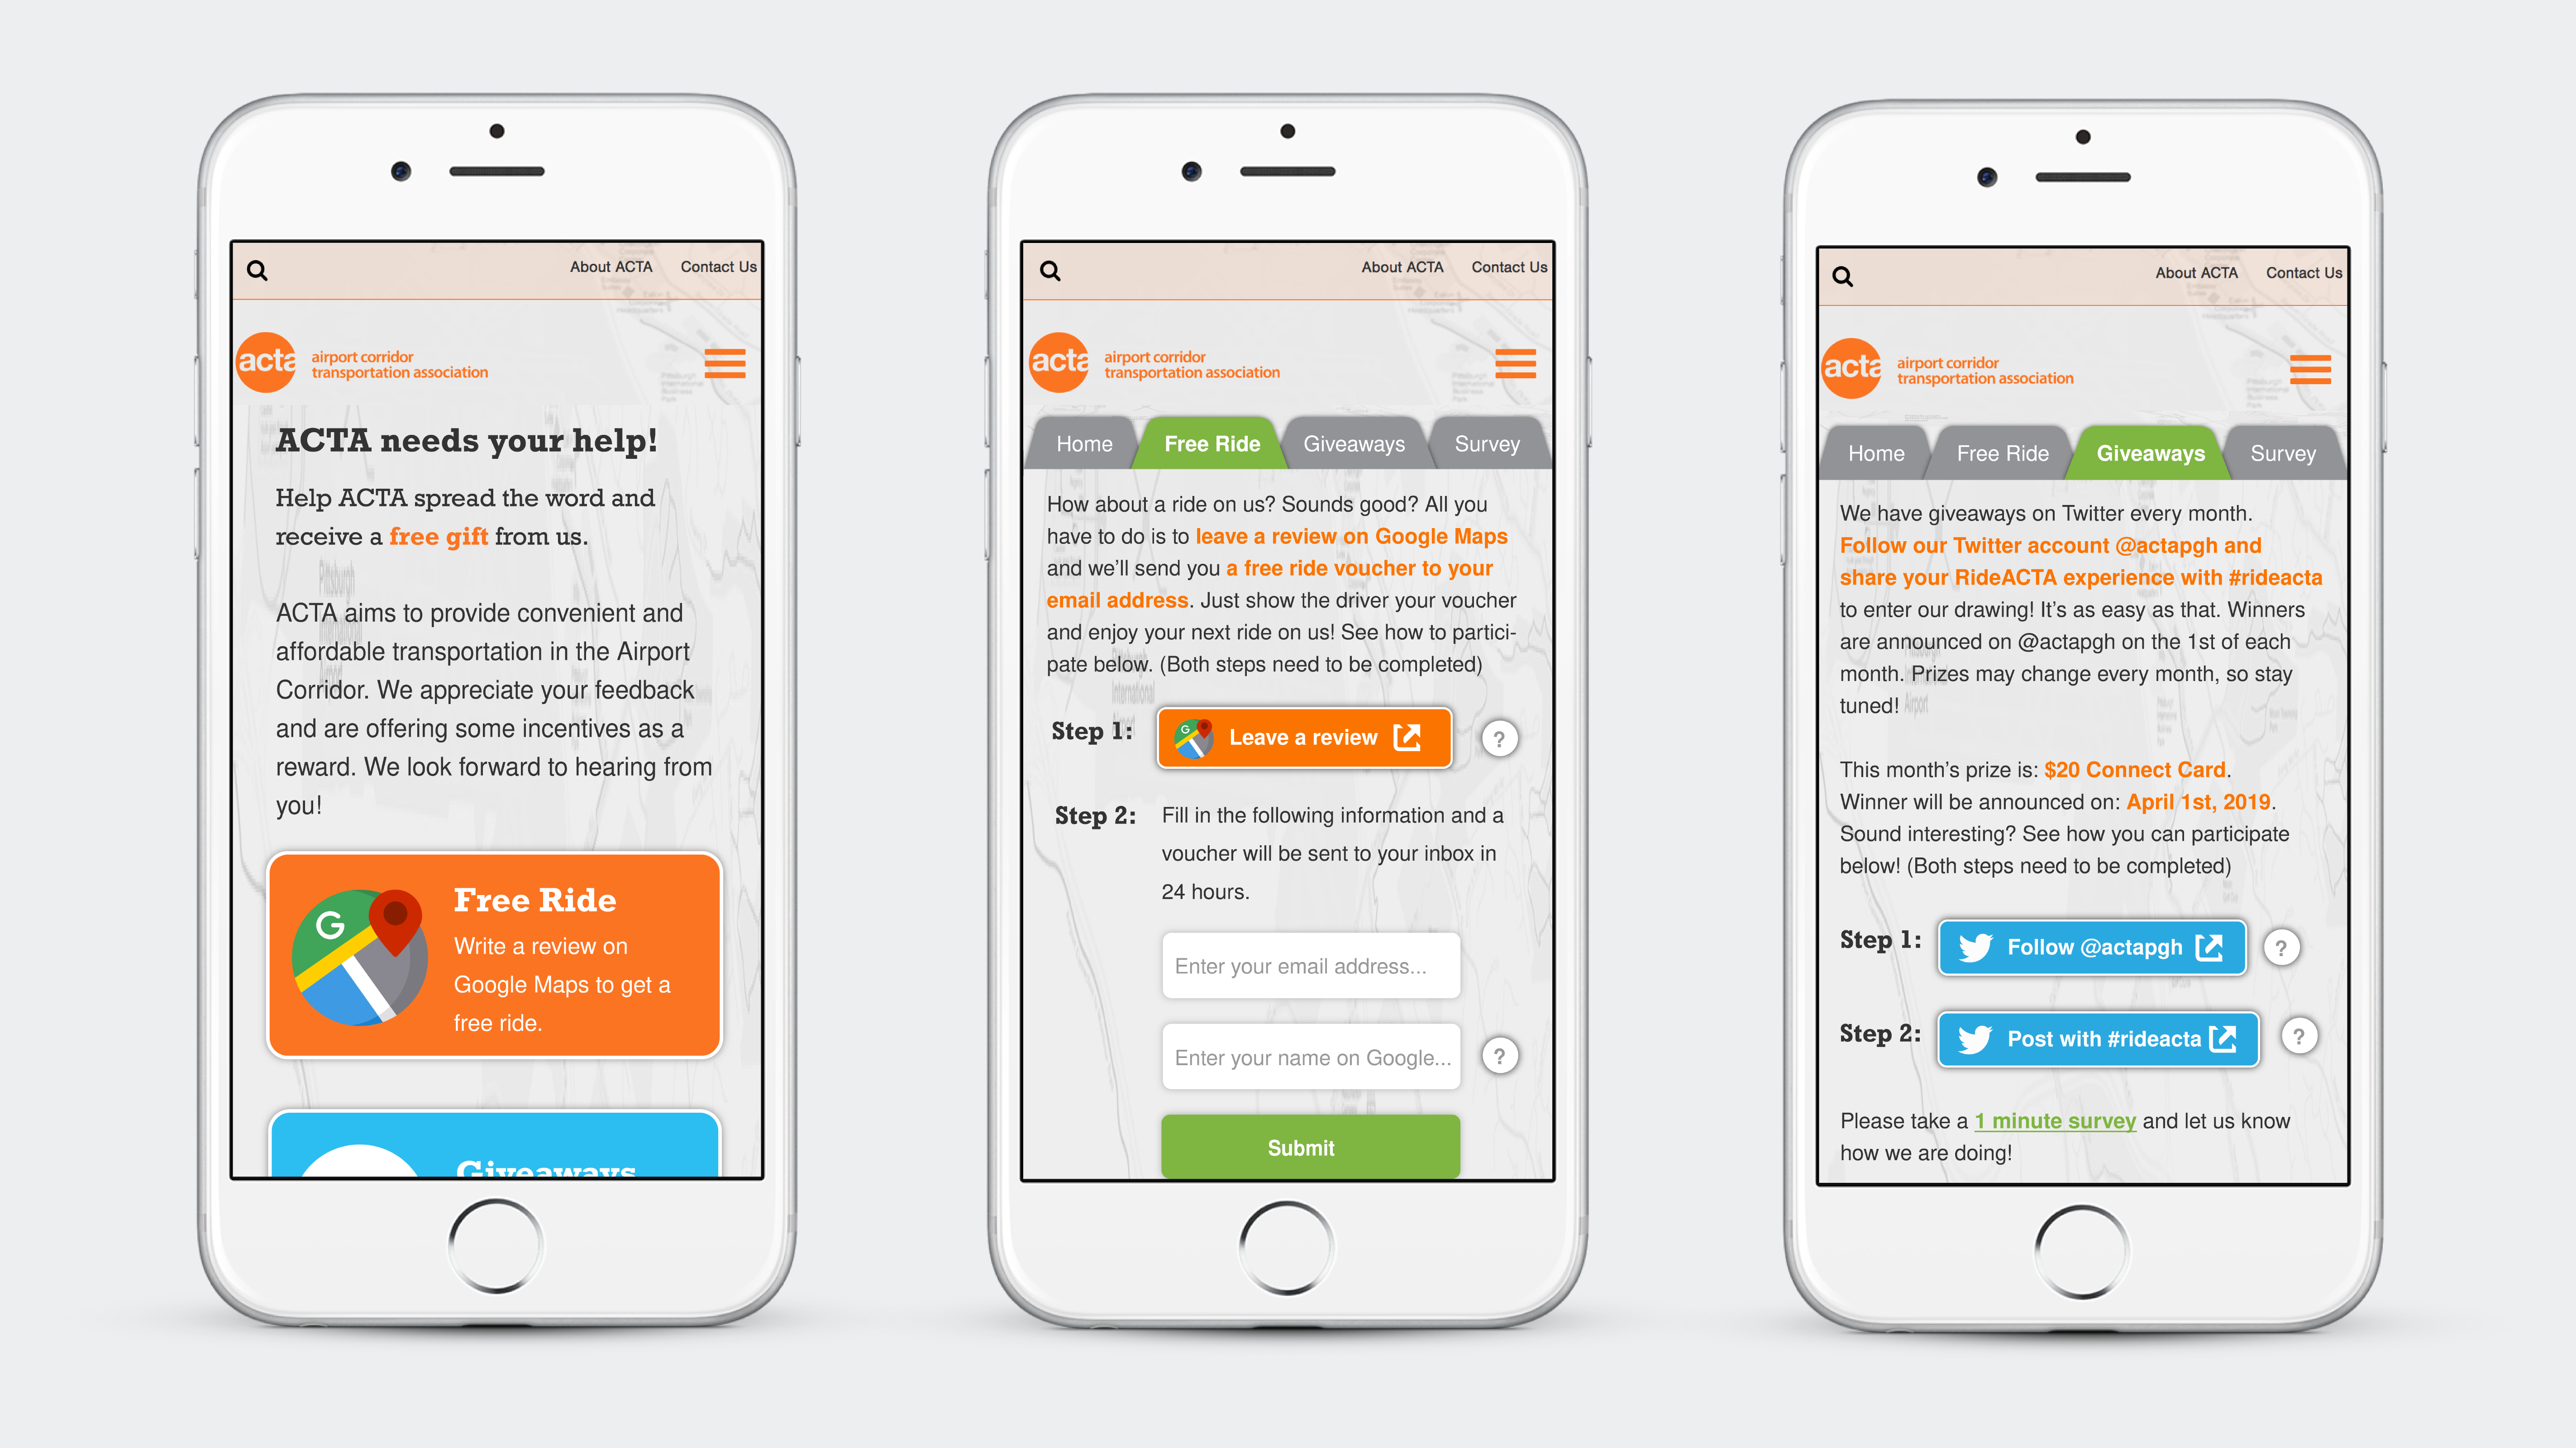 About ACTA Contact Us
acta airport corridor
transportation association
ACTA needs your help!
Help ACTA spread the word and
receive a free gift from us.
ACTA aims to provide convenient and
affordable transportation in the Airport
Corridor. We appreciate your feedback
and are offering some incentives as a
reward. We look forward to hearing from
you!
G
Free Ride
Write a review on
Google Maps to get a
free ride.
Giveaways
About ACTA Contact Us
acta airport corridor
transportation association
Home Free Ride Giveaways Survey
How about a ride on us? Sounds good? All you
have to do is to leave a review on Google Maps
and we'll send you a free ride voucher to your
email address. Just show the driver your voucher
and enjoy your next ride on us! See how to partici-
pate below. (Both steps need to be completed)
Step 1: G Leave a review ?
Step 2: Fill in the following information and a
voucher will be sent to your inbox in
24 hours.
Enter your email address...
Enter your name on Google... ?
Submit
About ACTA Contact Us
acta airport corridor
transportation association
Home Free Ride Giveaways Survey
We have giveaways on Twitter every month.
Follow our Twitter account @actapgh and
share your RideACTA experience with #rideacta
to enter our drawing! It's as easy as that. Winners
are announced on @actapgh on the 1st of each
month. Prizes may change every month, so stay
tuned!
This month's prize is: $20 Connect Card.
Winner will be announced on: April 1st, 2019.
Sound interesting? See how you can participate
below! (Both steps need to be completed)
Step 1: Follow @actapgh ?
Step 2: Post with #rideacta ?
Please take a 1 minute survey and let us know
how we are doing!